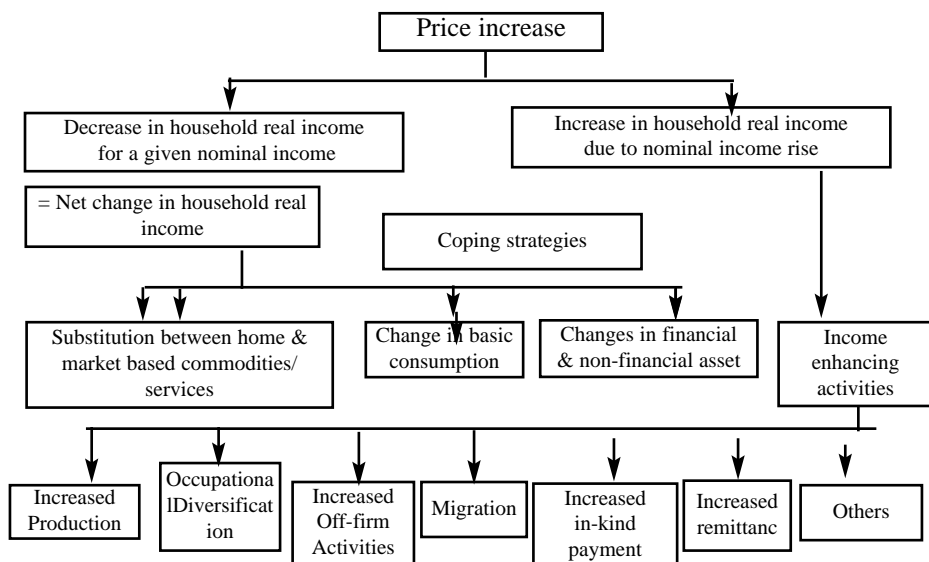 Price increase
Decrease in household real income
for a given nominal income
Increase in household real income
due to nominal income rise
= Net change in household real
income
Coping strategies
Substitution between home &
market based commodities/
services
Change in basic
consumption
Changes in financial
& non-financial asset
Income
enhancing
activities
Increased
Production
Occupationa
lDiversificat
ion
Increased
Off-firm
Activities
Migration
Increased
in-kind
payment
Increased
remittanc
Others